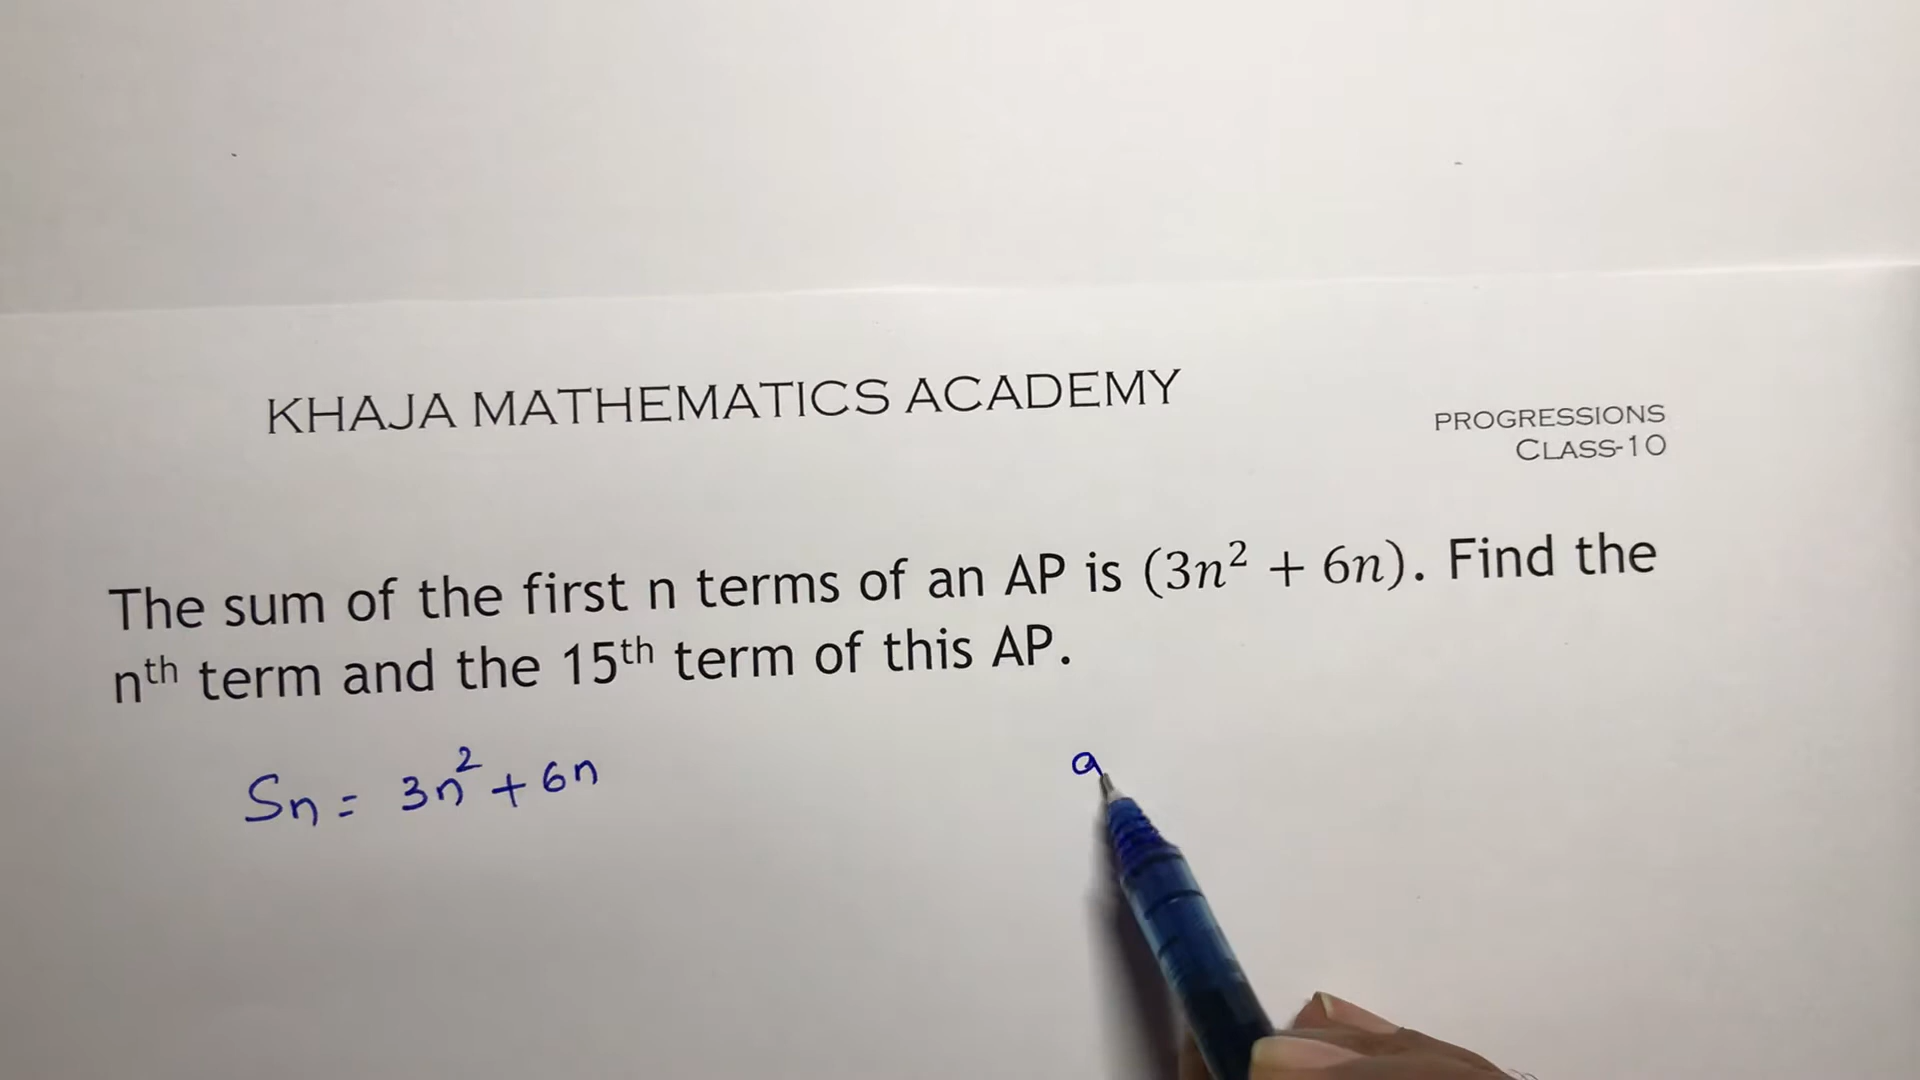 KHAJA MATHEMATICS ACADEMY
PROGRESSIONS
CLASS-10
The sum of the first n terms of an AP is (3n² + 6n). Find the
nᵗʰ term and the 15ᵗʰ term of this AP.
Sn = 3n² + 6n
a